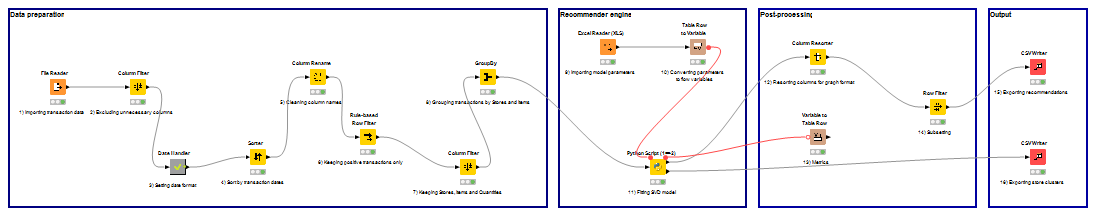 Data preparation
Recommender engine
Post-processing
Output
File Reader
1) Importing transaction data
Column Filter
2) Excluding unnecessary columns
Data Handler
3) Setting data format
Sorter
4) Sort by transaction dates
Column Rename
5) Cleaning column names
Rule-based
Row Filter
6) Keeping positive transactions only
Column Filter
7) Keeping Stores, Items and Quantities
GroupBy
8) Grouping transactions by Stores and Items
Excel Reader (XLS)
9) Importing model parameters
Table Row
to Variable
10) Converting parameters
to flow variables
Python Script (1⇒2)
11) Fitting SVD model
Column Resorter
12) Resorting columns for graph format
Variable to
Table Row
13) Metrics
Row Filter
14) Subsetting
CSV Writer
15) Exporting recommendations
CSV Writer
16) Exporting store clusters